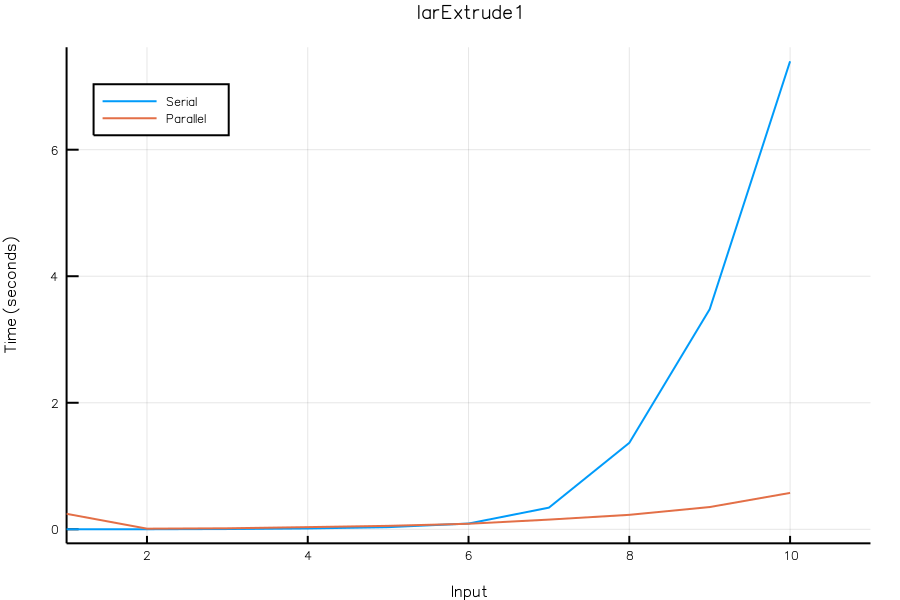 larExtrude1
Serial
Parallel
6
4
2
0
Time (seconds)
2 4 6 8 10
Input